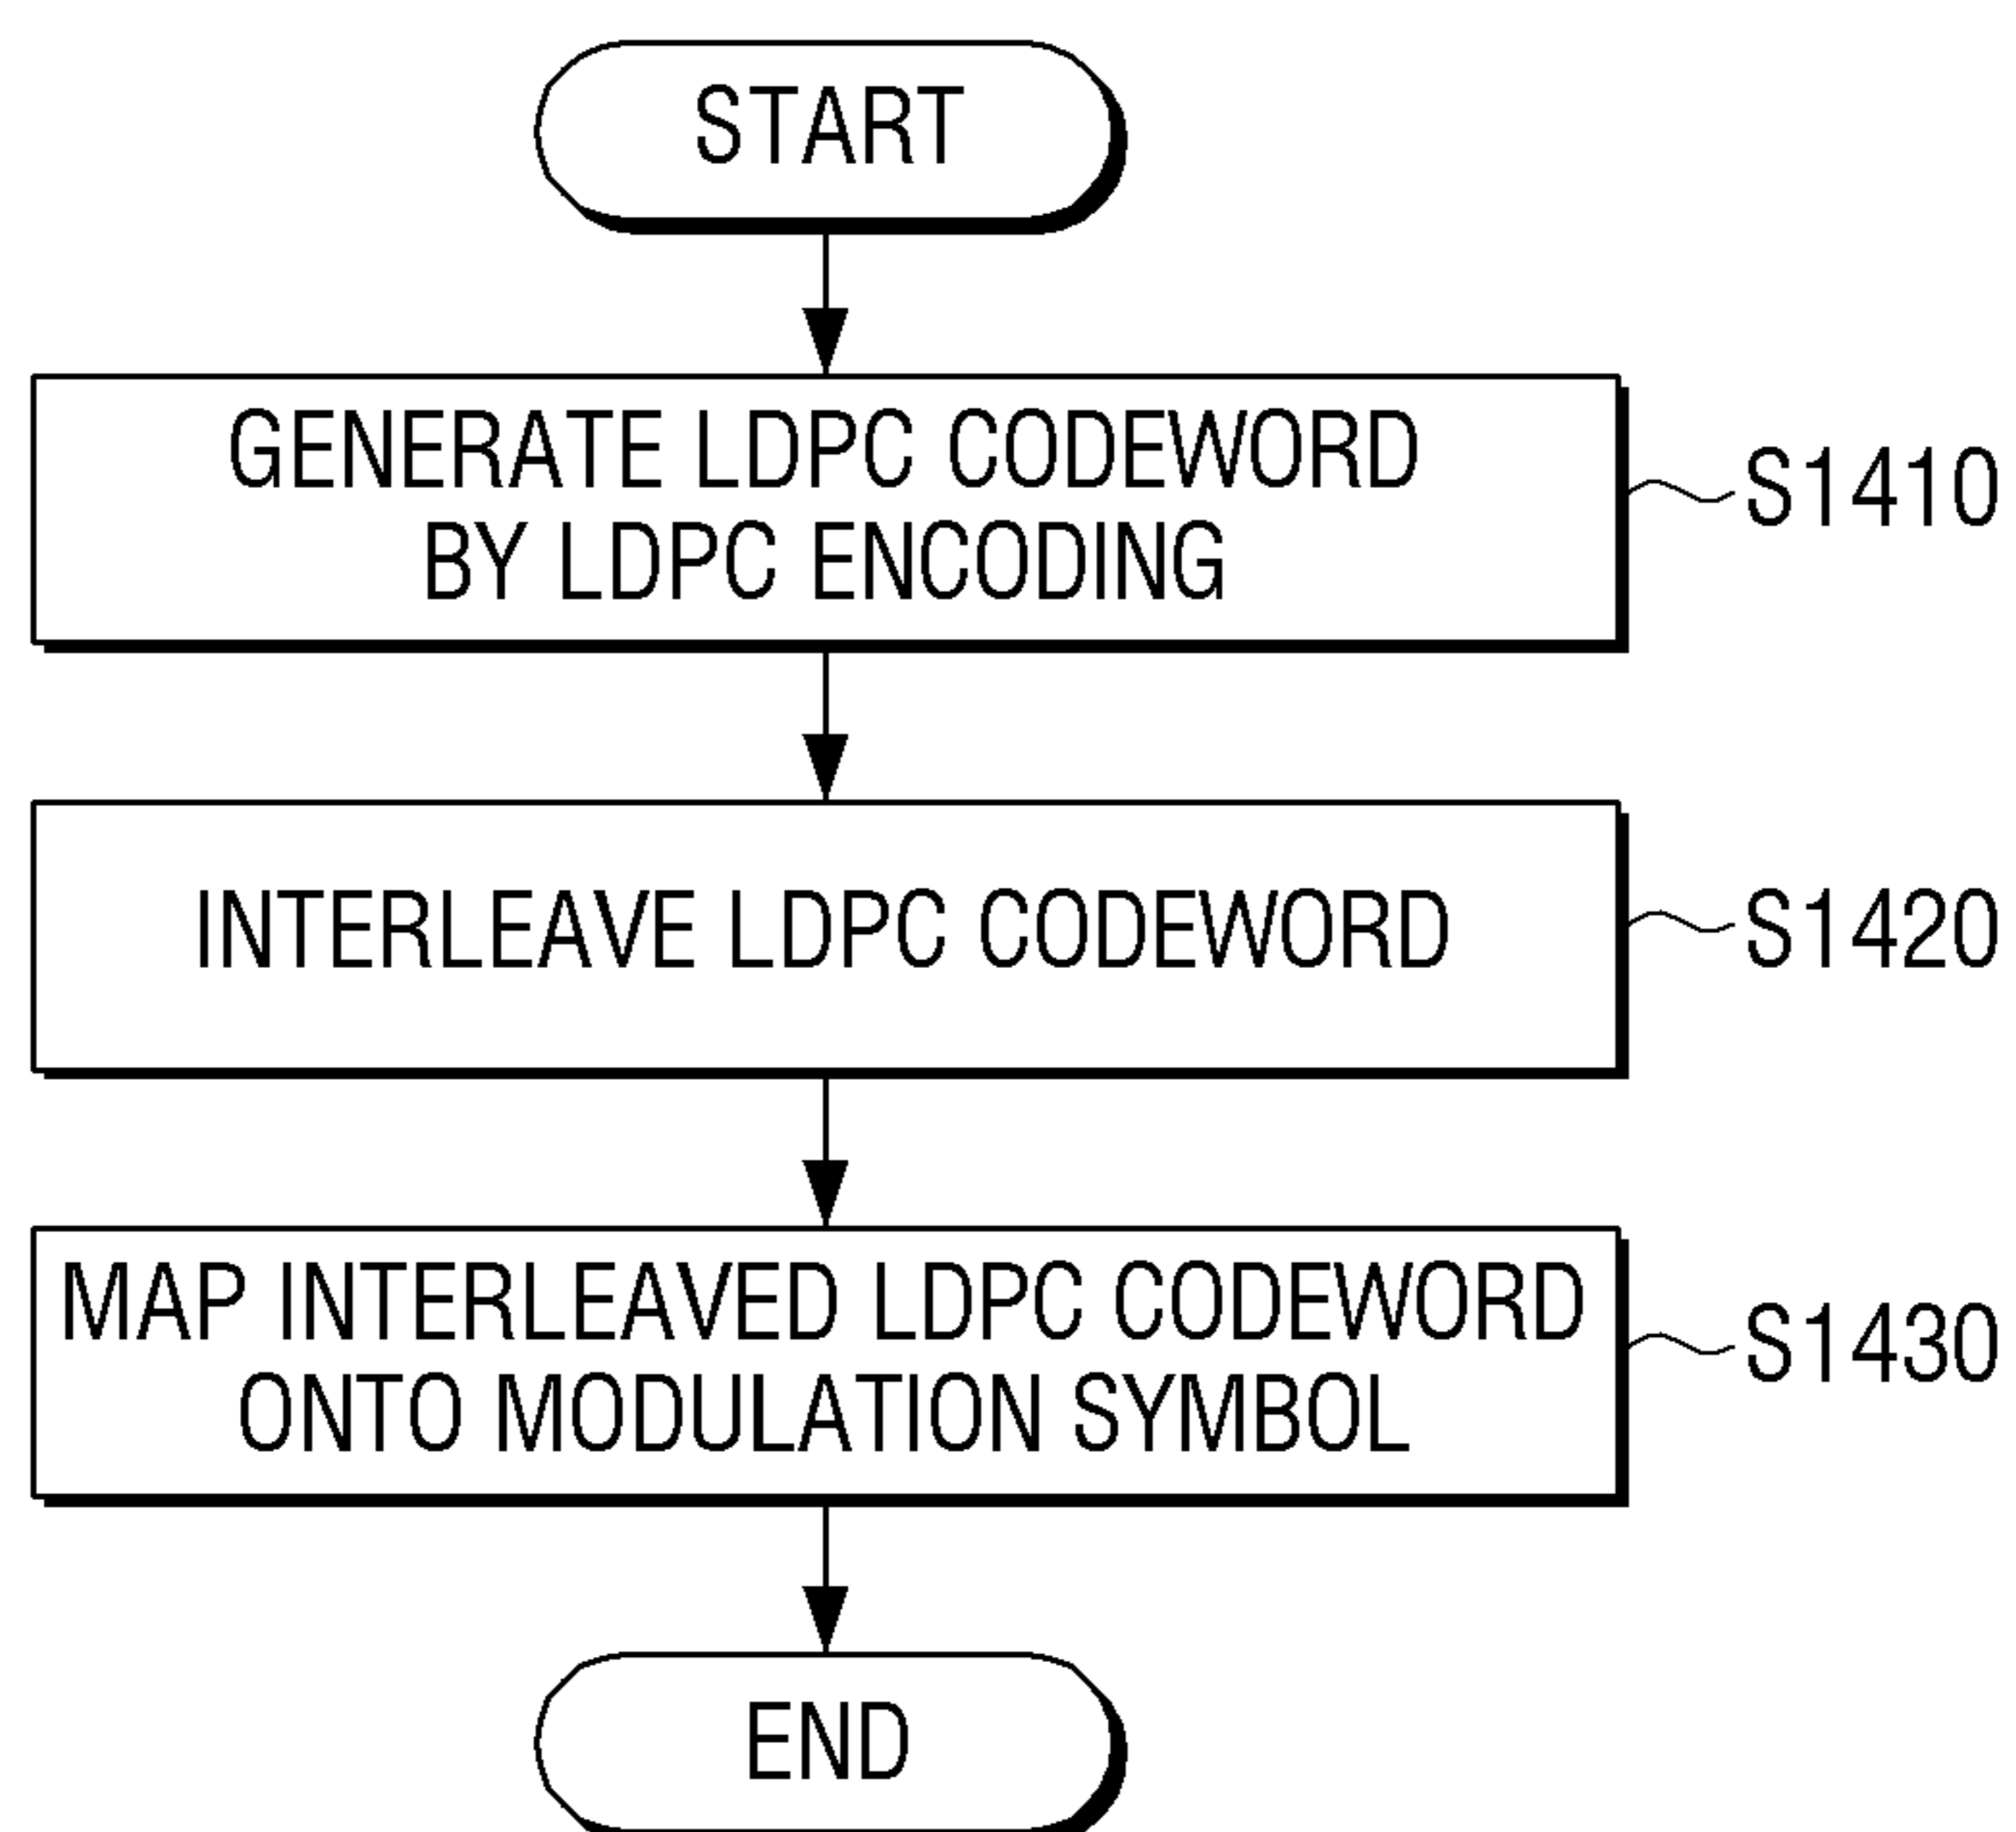 START
GENERATE LDPC CODEWORD
BY LDPC ENCODING
S1410
INTERLEAVE LDPC CODEWORD
S1420
MAP INTERLEAVED LDPC CODEWORD
ONTO MODULATION SYMBOL
S1430
END